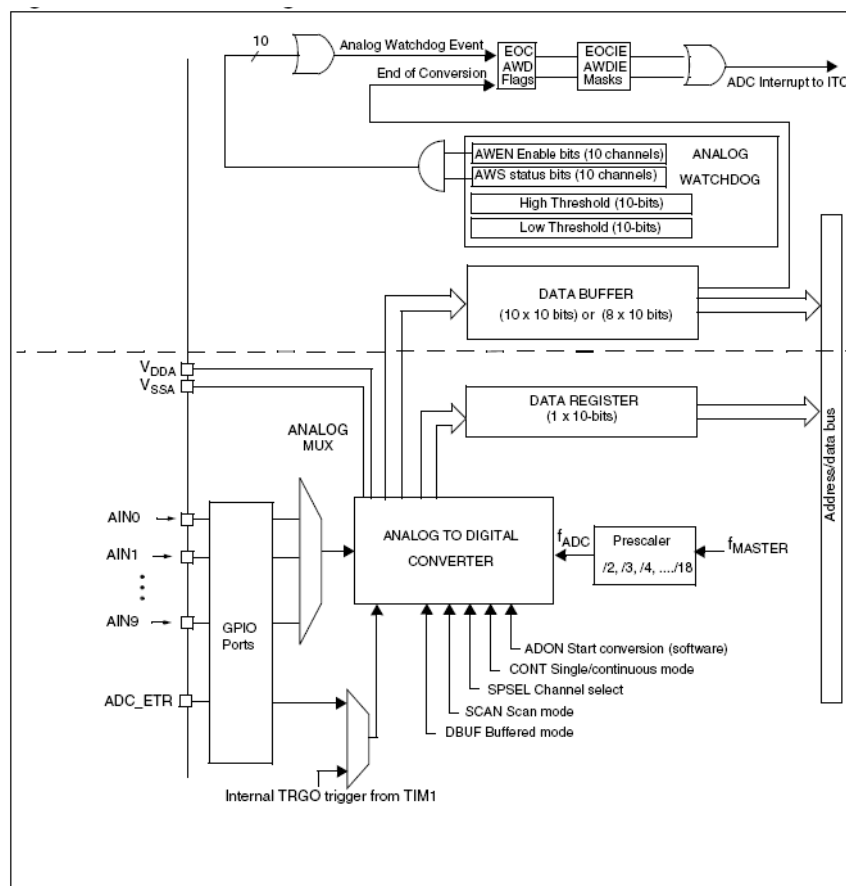 10
Analog Watchdog Event
End of Conversion
EOC
AWD
Flags
EOCIE
AWDIE
Masks
ADC Interrupt to ITC
AWEN Enable bits (10 channels)
AWS status bits (10 channels)
ANALOG
WATCHDOG
High Threshold (10-bits)
Low Threshold (10-bits)
DATA BUFFER
(10 x 10 bits) or (8 x 10 bits)
VDDA
VSSA
DATA REGISTER
(1 x 10-bits)
ANALOG
MUX
Address/data bus
AIN0
AIN1
AIN9
GPIO
Ports
ANALOG TO DIGITAL
CONVERTER
fADC
Prescaler
/2, /3, /4, ..../18
fMASTER
ADON Start conversion (software)
CONT Single/continuous mode
SPSEL Channel select
SCAN Scan mode
DBUF Buffered mode
ADC_ETR
Internal TRGO trigger from TIM1